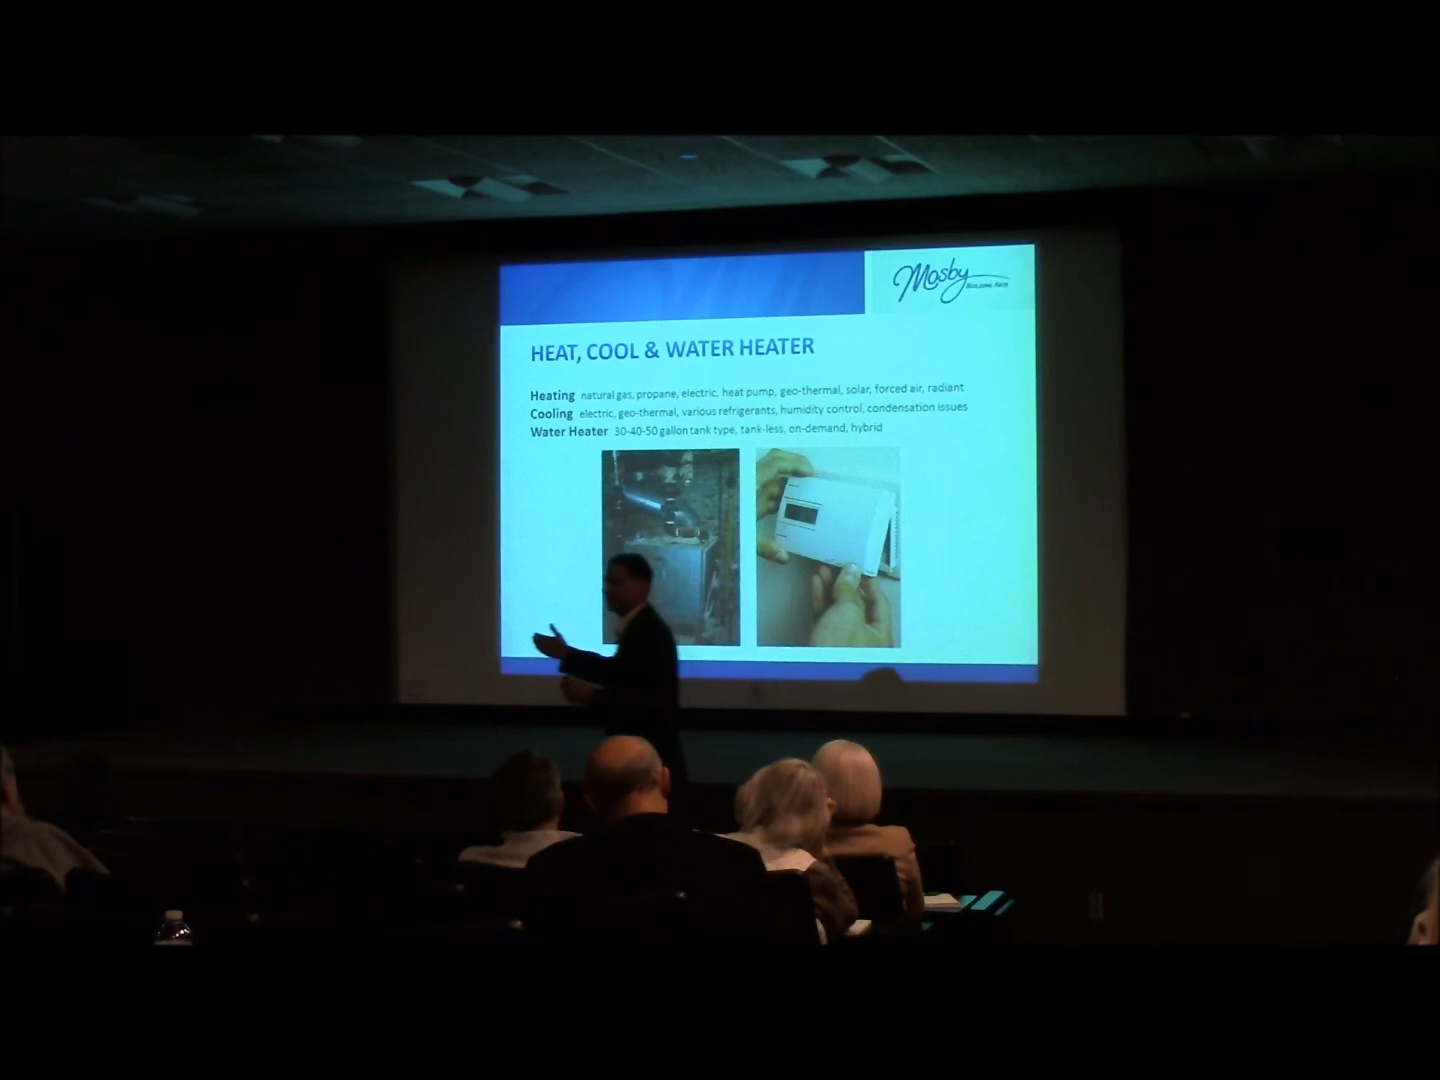 Mosby
BUILDING ARTS
HEAT, COOL & WATER HEATER
Heating natural gas, propane, electric, heat pump, geo-thermal, solar, forced air, radiant
Cooling electric, geo-thermal, various refrigerants, humidity control, condensation issues
Water Heater 30-40-50 gallon tank type, tank-less, on-demand, hybrid